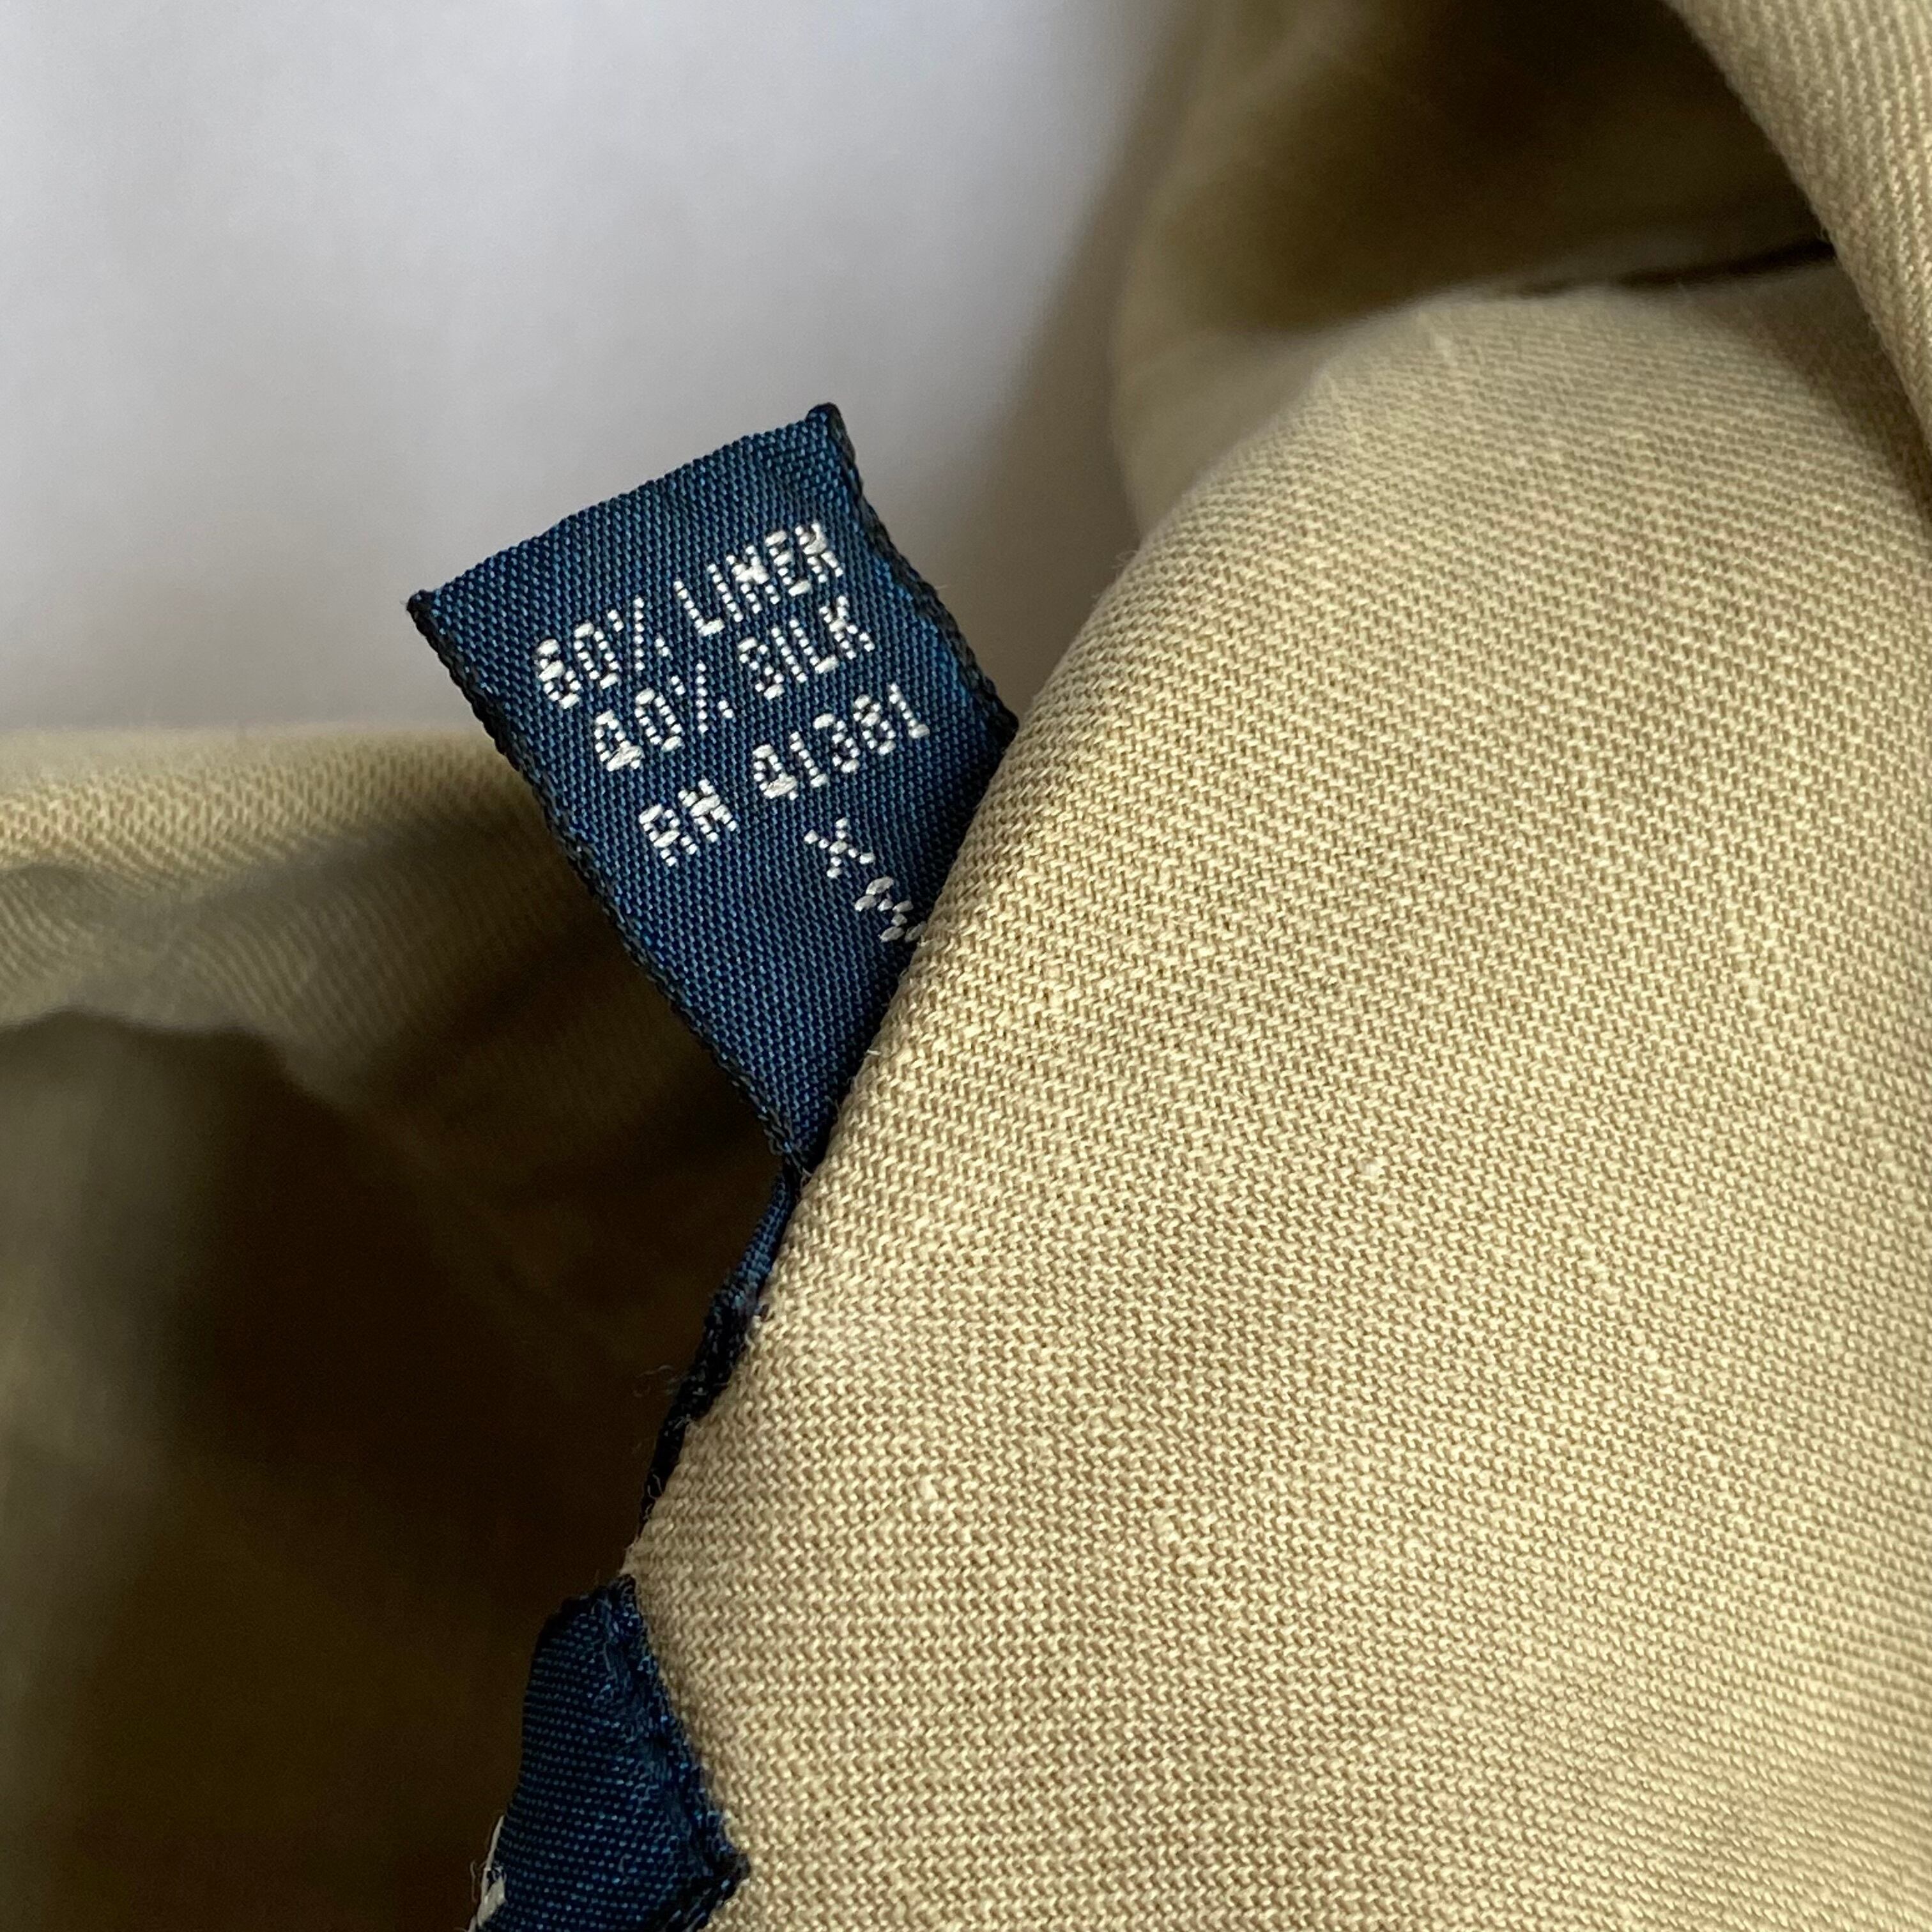 60% LINEN
40% SILK
RN 41381
X